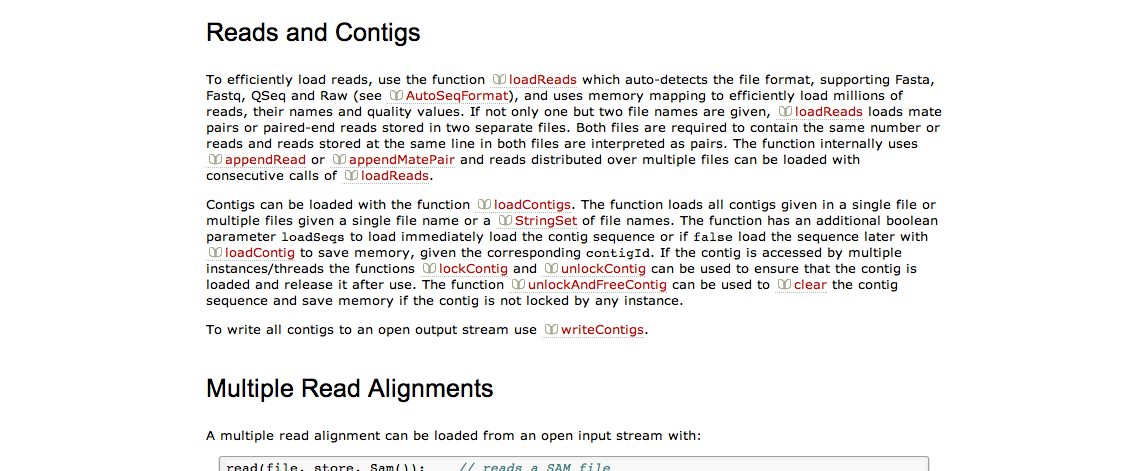 Reads and Contigs
To efficiently load reads, use the function loadReads which auto-detects the file format, supporting Fasta,
Fastq, QSeq and Raw (see AutoSeqFormat), and uses memory mapping to efficiently load millions of
reads, their names and quality values. If not only one but two file names are given, loadReads loads mate
pairs or paired-end reads stored in two separate files. Both files are required to contain the same number or
reads and reads stored at the same line in both files are interpreted as pairs. The function internally uses
appendRead or appendMatePair and reads distributed over multiple files can be loaded with
consecutive calls of loadReads.
Contigs can be loaded with the function loadContigs. The function loads all contigs given in a single file or
multiple files given a single file name or a StringSet of file names. The function has an additional boolean
parameter loadSeqs to load immediately load the contig sequence or if false load the sequence later with
loadContig to save memory, given the corresponding contigId. If the contig is accessed by multiple
instances/threads the functions lockContig and unlockContig can be used to ensure that the contig is
loaded and release it after use. The function unlockAndFreeContig can be used to clear the contig
sequence and save memory if the contig is not locked by any instance.
To write all contigs to an open output stream use writeContigs.
Multiple Read Alignments
A multiple read alignment can be loaded from an open input stream with:
read(file, store, Sam()); // reads a SAM file